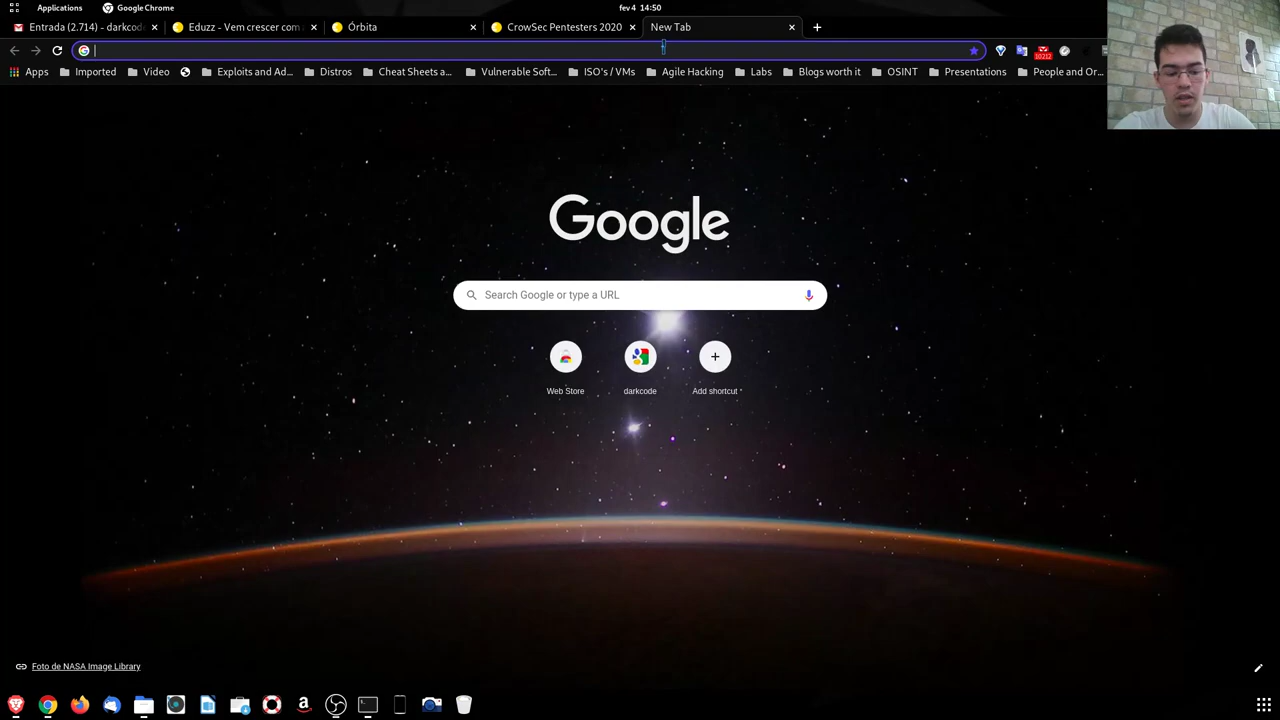 Applications Google Chrome fev 4 14:50
Entrada (2.714) - darkcod Eduzz - Vem crescer com Órbita CrowSec Pentesters 2020 New Tab
Apps Imported Video Exploits and Ad... Distros Cheat Sheets a... Vulnerable Soft... ISO's / VMs Agile Hacking Labs Blogs worth it OSINT Presentations People and Or...
10212
Google
Search Google or type a URL
Web Store darkcode Add shortcut
Foto de NASA Image Library